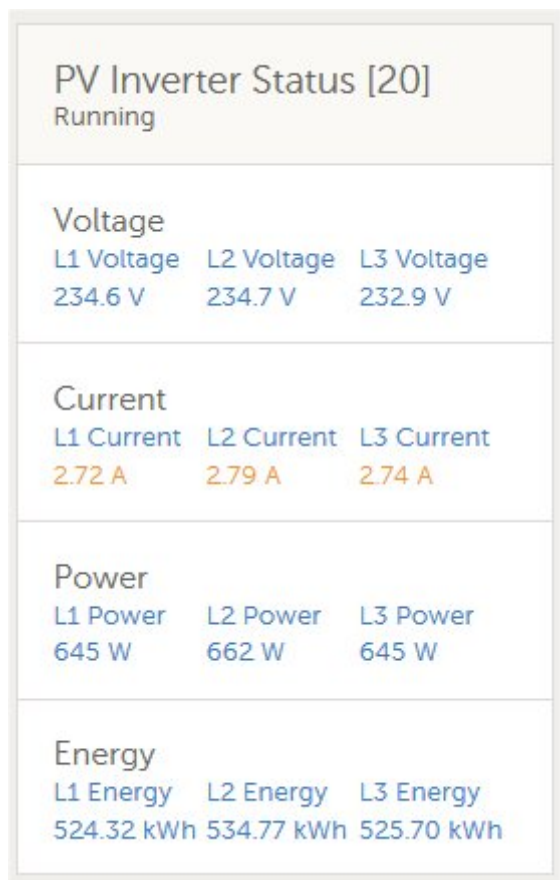 PV Inverter Status [20]
Running
Voltage
L1 Voltage L2 Voltage L3 Voltage
234.6 V 234.7 V 232.9 V
Current
L1 Current L2 Current L3 Current
2.72 A 2.79 A 2.74 A
Power
L1 Power L2 Power L3 Power
645 W 662 W 645 W
Energy
L1 Energy L2 Energy L3 Energy
524.32 kWh 534.77 kWh 525.70 kWh